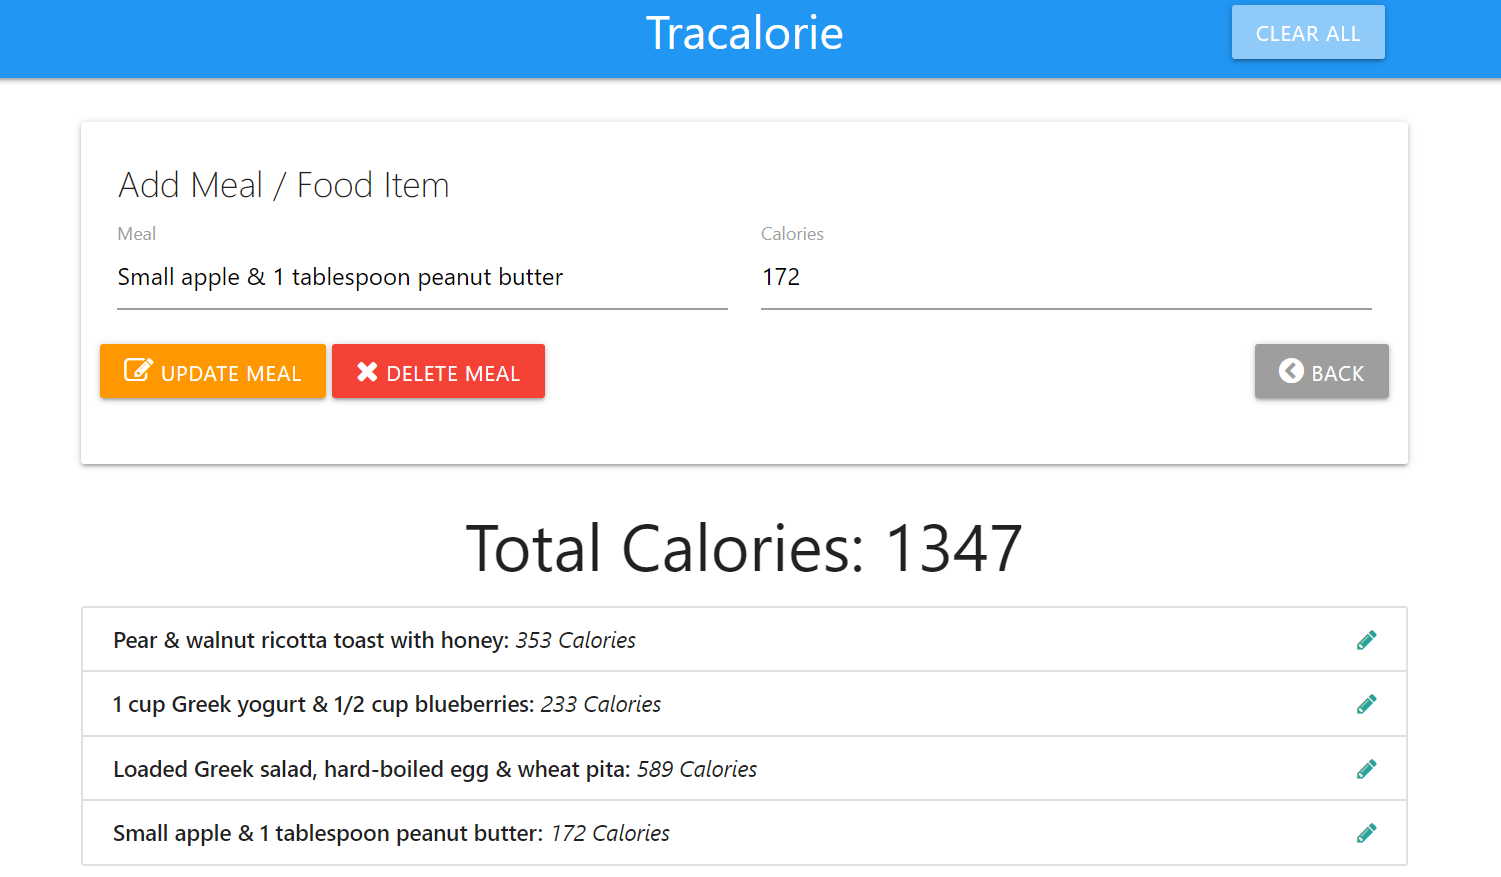 Tracalorie
CLEAR ALL
Add Meal / Food Item
Meal
Calories
Small apple & 1 tablespoon peanut butter
172
UPDATE MEAL
DELETE MEAL
BACK
Total Calories: 1347
Pear & walnut ricotta toast with honey: 353 Calories
1 cup Greek yogurt & 1/2 cup blueberries: 233 Calories
Loaded Greek salad, hard-boiled egg & wheat pita: 589 Calories
Small apple & 1 tablespoon peanut butter: 172 Calories